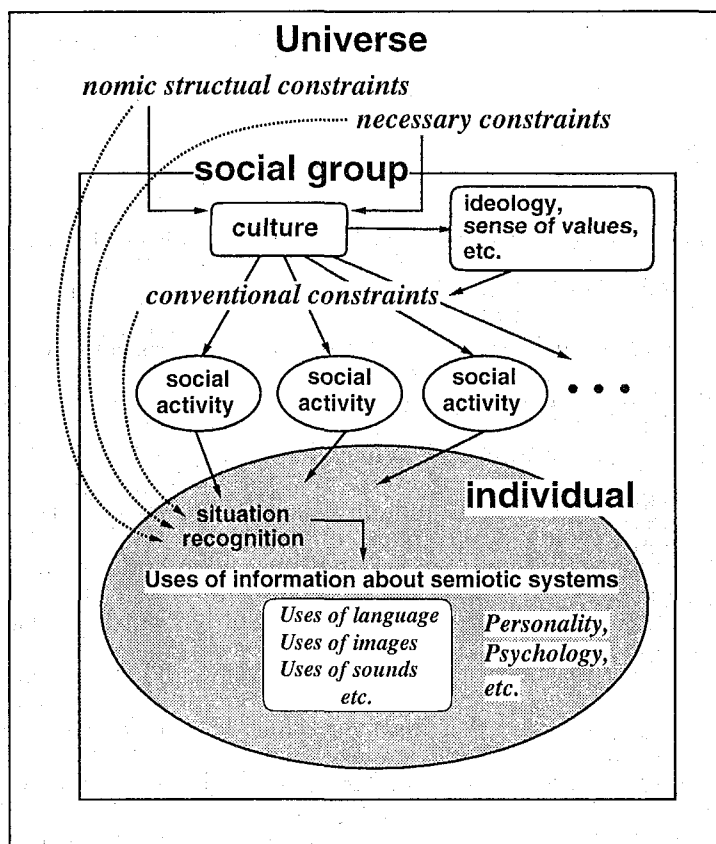 Universe
nomic structual constraints
necessary constraints
social group
culture
ideology,
sense of values,
etc.
conventional constraints
social
activity
social
activity
social
activity
• • •
individual
situation
recognition
Uses of information about semiotic systems
Uses of language
Uses of images
Uses of sounds
etc.
Personality,
Psychology,
etc.